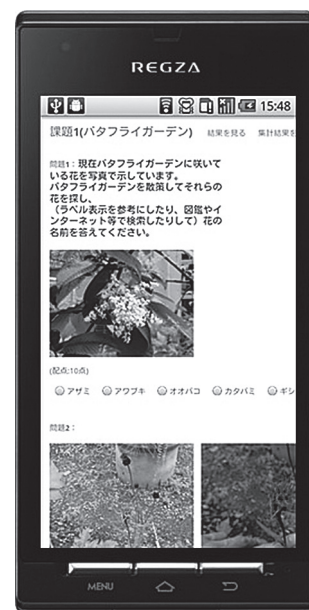 REGZA
15:48
課題1(バタフライガーデン) 結果を見る 集計結果を
問題1：現在バタフライガーデンに咲いて
いる花を写真で示しています。
バタフライガーデンを散策してそれらの
花を探し、
（ラベル表示を参考にしたり、図鑑やイ
ンターネット等で検索したりして）花の
名前を答えてください。
(配点:10点)
アザミ アワブキ オオバコ カタバミ ギシ
問題2：
MENU